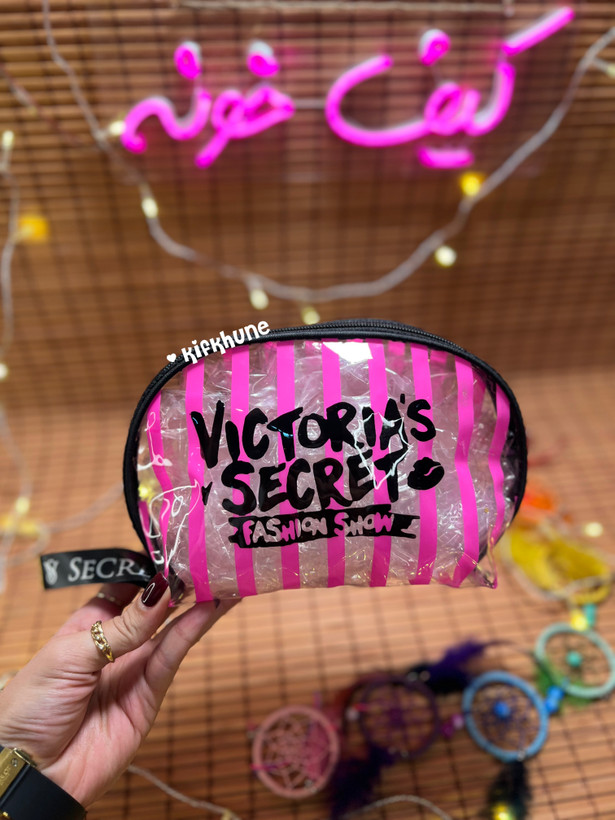 کیف خونه
kifkhune
VICTORIA'S
SECRET
FASHION SHOW
SECR